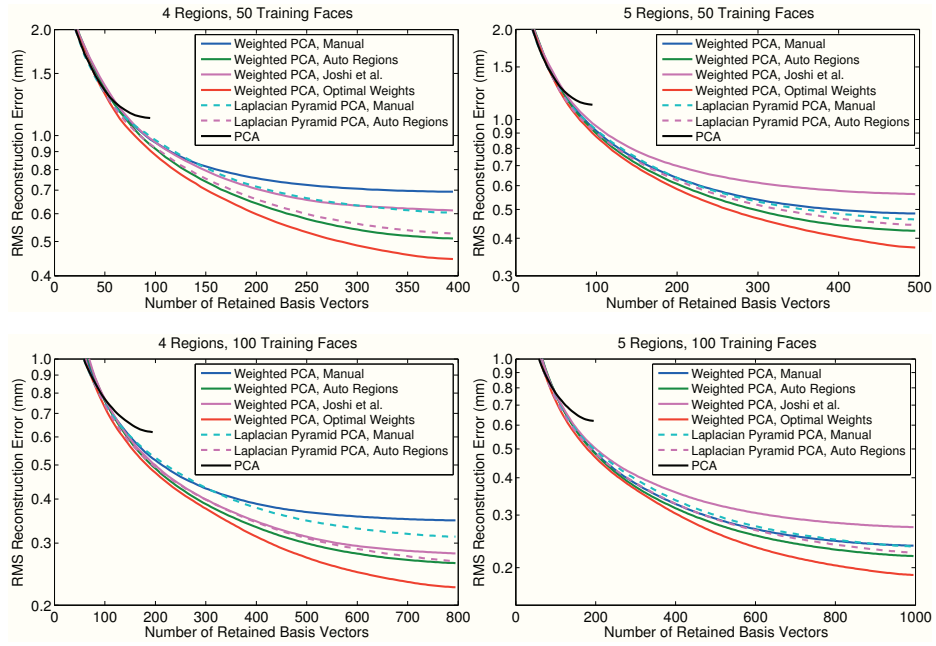 4 Regions, 50 Training Faces
RMS Reconstruction Error (mm)
2.0
1.5
1.0
0.9
0.8
0.7
0.6
0.5
0.4
Weighted PCA, Manual
Weighted PCA, Auto Regions
Weighted PCA, Joshi et al.
Weighted PCA, Optimal Weights
Laplacian Pyramid PCA, Manual
Laplacian Pyramid PCA, Auto Regions
PCA
0 50 100 150 200 250 300 350 400
Number of Retained Basis Vectors
5 Regions, 50 Training Faces
RMS Reconstruction Error (mm)
2.0
1.5
1.0
0.9
0.8
0.7
0.6
0.5
0.4
0.3
Weighted PCA, Manual
Weighted PCA, Auto Regions
Weighted PCA, Joshi et al.
Weighted PCA, Optimal Weights
Laplacian Pyramid PCA, Manual
Laplacian Pyramid PCA, Auto Regions
PCA
0 100 200 300 400 500
Number of Retained Basis Vectors
4 Regions, 100 Training Faces
RMS Reconstruction Error (mm)
1.0
0.9
0.8
0.7
0.6
0.5
0.4
0.3
0.2
Weighted PCA, Manual
Weighted PCA, Auto Regions
Weighted PCA, Joshi et al.
Weighted PCA, Optimal Weights
Laplacian Pyramid PCA, Manual
Laplacian Pyramid PCA, Auto Regions
PCA
0 100 200 300 400 500 600 700 800
Number of Retained Basis Vectors
5 Regions, 100 Training Faces
RMS Reconstruction Error (mm)
1.0
0.9
0.8
0.7
0.6
0.5
0.4
0.3
0.2
Weighted PCA, Manual
Weighted PCA, Auto Regions
Weighted PCA, Joshi et al.
Weighted PCA, Optimal Weights
Laplacian Pyramid PCA, Manual
Laplacian Pyramid PCA, Auto Regions
PCA
0 200 400 600 800 1000
Number of Retained Basis Vectors